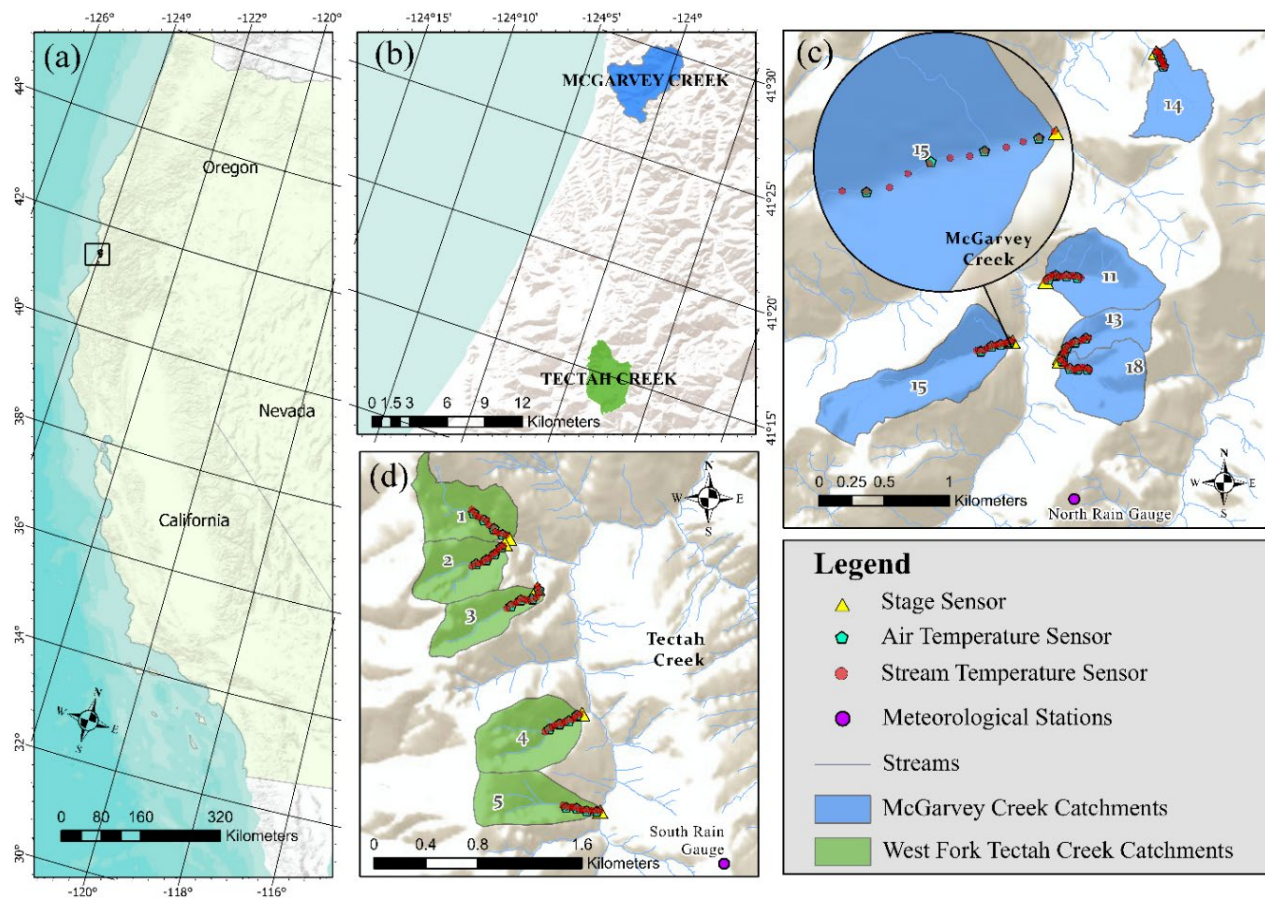 -126°
-124°
-122°
-120°
(a)
44°
42°
40°
38°
36°
34°
32°
30°
Oregon
Nevada
California
N
W
E
S
0 80 160 320
Kilometers
-120°
-118°
-116°
-124°15'
-124°10'
-124°5'
-124°
(b)
MCGARVEY CREEK
TECTAH CREEK
0 1.5 3 6 9 12
Kilometers
41°30'
41°25'
41°20'
41°15'
(c)
14
15
McGarvey
Creek
11
13
18
15
0 0.25 0.5 1
Kilometers
North Rain Gauge
N
W
E
S
(d)
1
2
3
4
5
Tectah
Creek
N
W
E
S
South Rain
Gauge
0 0.4 0.8 1.6
Kilometers
Legend
Stage Sensor
Air Temperature Sensor
Stream Temperature Sensor
Meteorological Stations
Streams
McGarvey Creek Catchments
West Fork Tectah Creek Catchments